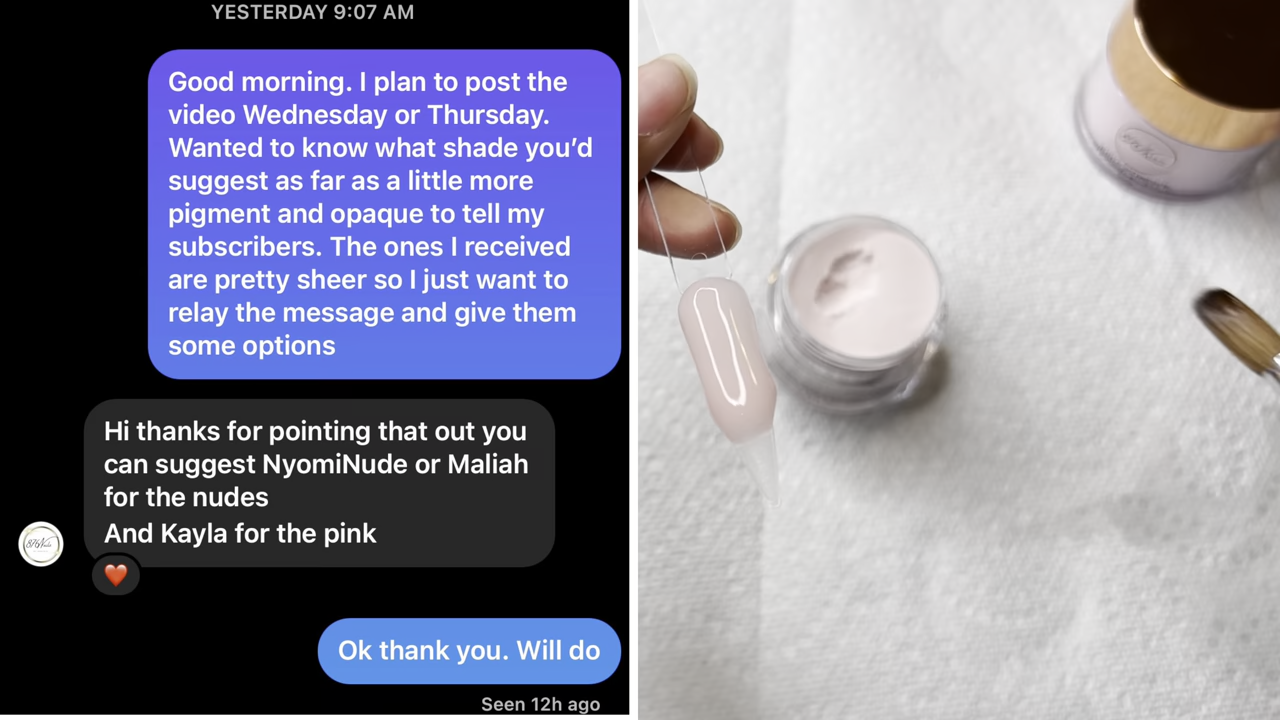 YESTERDAY 9:07 AM
Good morning. I plan to post the
video Wednesday or Thursday.
Wanted to know what shade you’d
suggest as far as a little more
pigment and opaque to tell my
subscribers. The ones I received
are pretty sheer so I just want to
relay the message and give them
some options
Hi thanks for pointing that out you
can suggest NyomiNude or Maliah
for the nudes
And Kayla for the pink
Ok thank you. Will do
Seen 12h ago